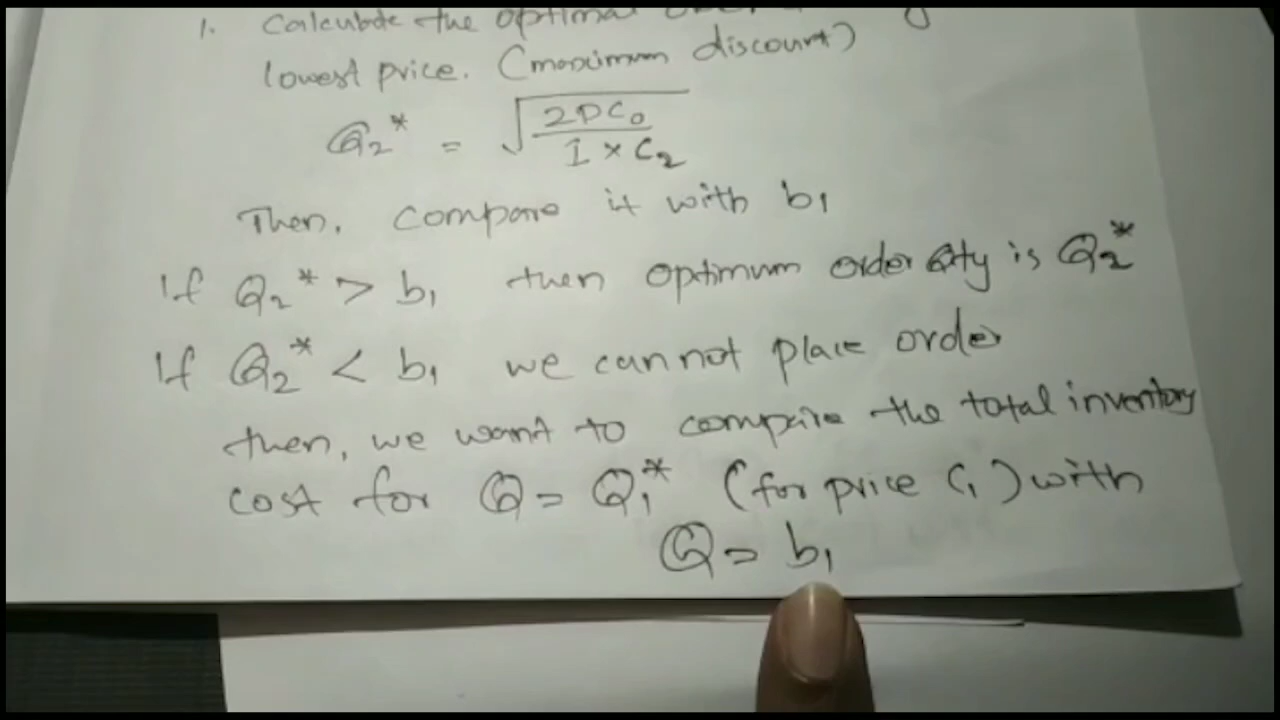 1. Calculate the optimal
lowest price. (maximum discount)
Q₂* = √(2DC₀ / I × C₂)
Then, compare it with b₁
If Q₂* > b₁ then optimum order Qty is Q₂*
If Q₂* < b₁ we cannot place order
then, we want to compare the total inventory
cost for Q = Q₁* (for price C₁) with
Q = b₁